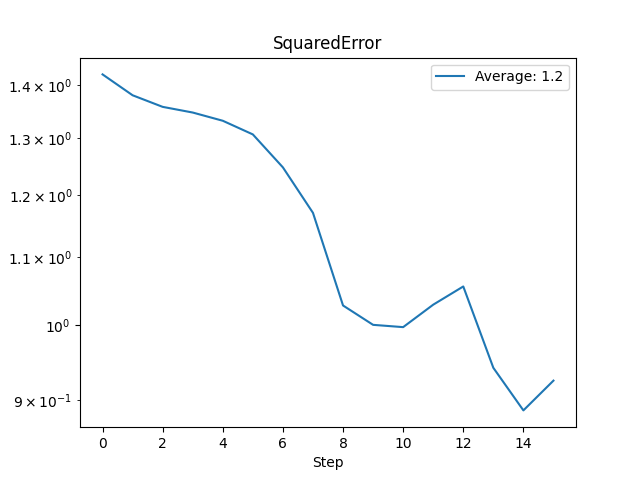 SquaredError
Average: 1.2
1.4 × 10⁰
1.3 × 10⁰
1.2 × 10⁰
1.1 × 10⁰
10⁰
9 × 10⁻¹
0 2 4 6 8 10 12 14
Step